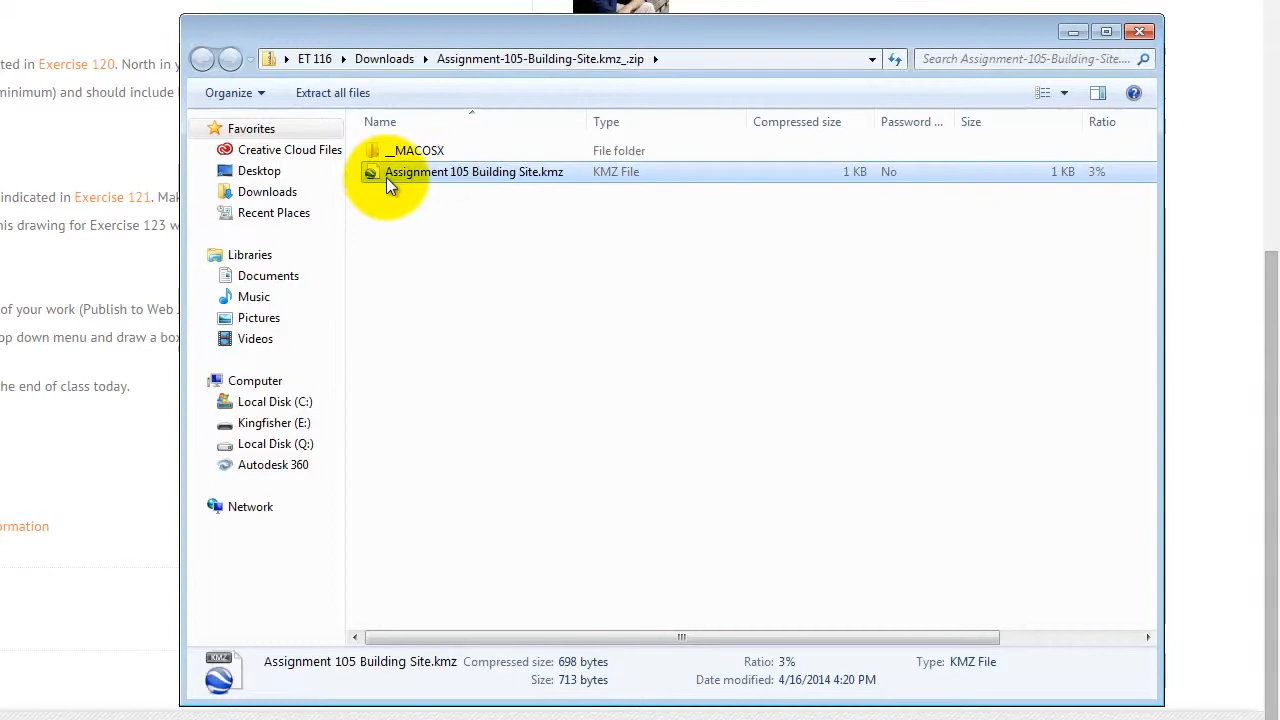 ted in Exercise 120. North in y
minimum) and should include
indicated in Exercise 121. Mak
his drawing for Exercise 123 w
of your work (Publish to Web
op down menu and draw a box
he end of class today.
ormation
ET 116 Downloads Assignment-105-Building-Site.kmz_.zip
Search Assignment-105-Building-Site....
Organize Extract all files
Name Type Compressed size Password ... Size Ratio
__MACOSX File folder
Assignment 105 Building Site.kmz KMZ File 1 KB No 1 KB 3%
Favorites
Creative Cloud Files
Desktop
Downloads
Recent Places
Libraries
Documents
Music
Pictures
Videos
Computer
Local Disk (C:)
Kingfisher (E:)
Local Disk (Q:)
Autodesk 360
Network
KMZ
Assignment 105 Building Site.kmz Compressed size: 698 bytes Ratio: 3% Type: KMZ File
Size: 713 bytes Date modified: 4/16/2014 4:20 PM